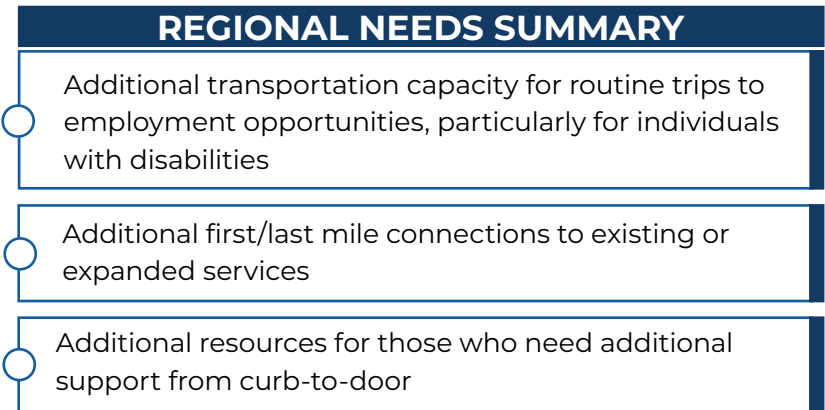 REGIONAL NEEDS SUMMARY
Additional transportation capacity for routine trips to
employment opportunities, particularly for individuals
with disabilities
Additional first/last mile connections to existing or
expanded services
Additional resources for those who need additional
support from curb-to-door